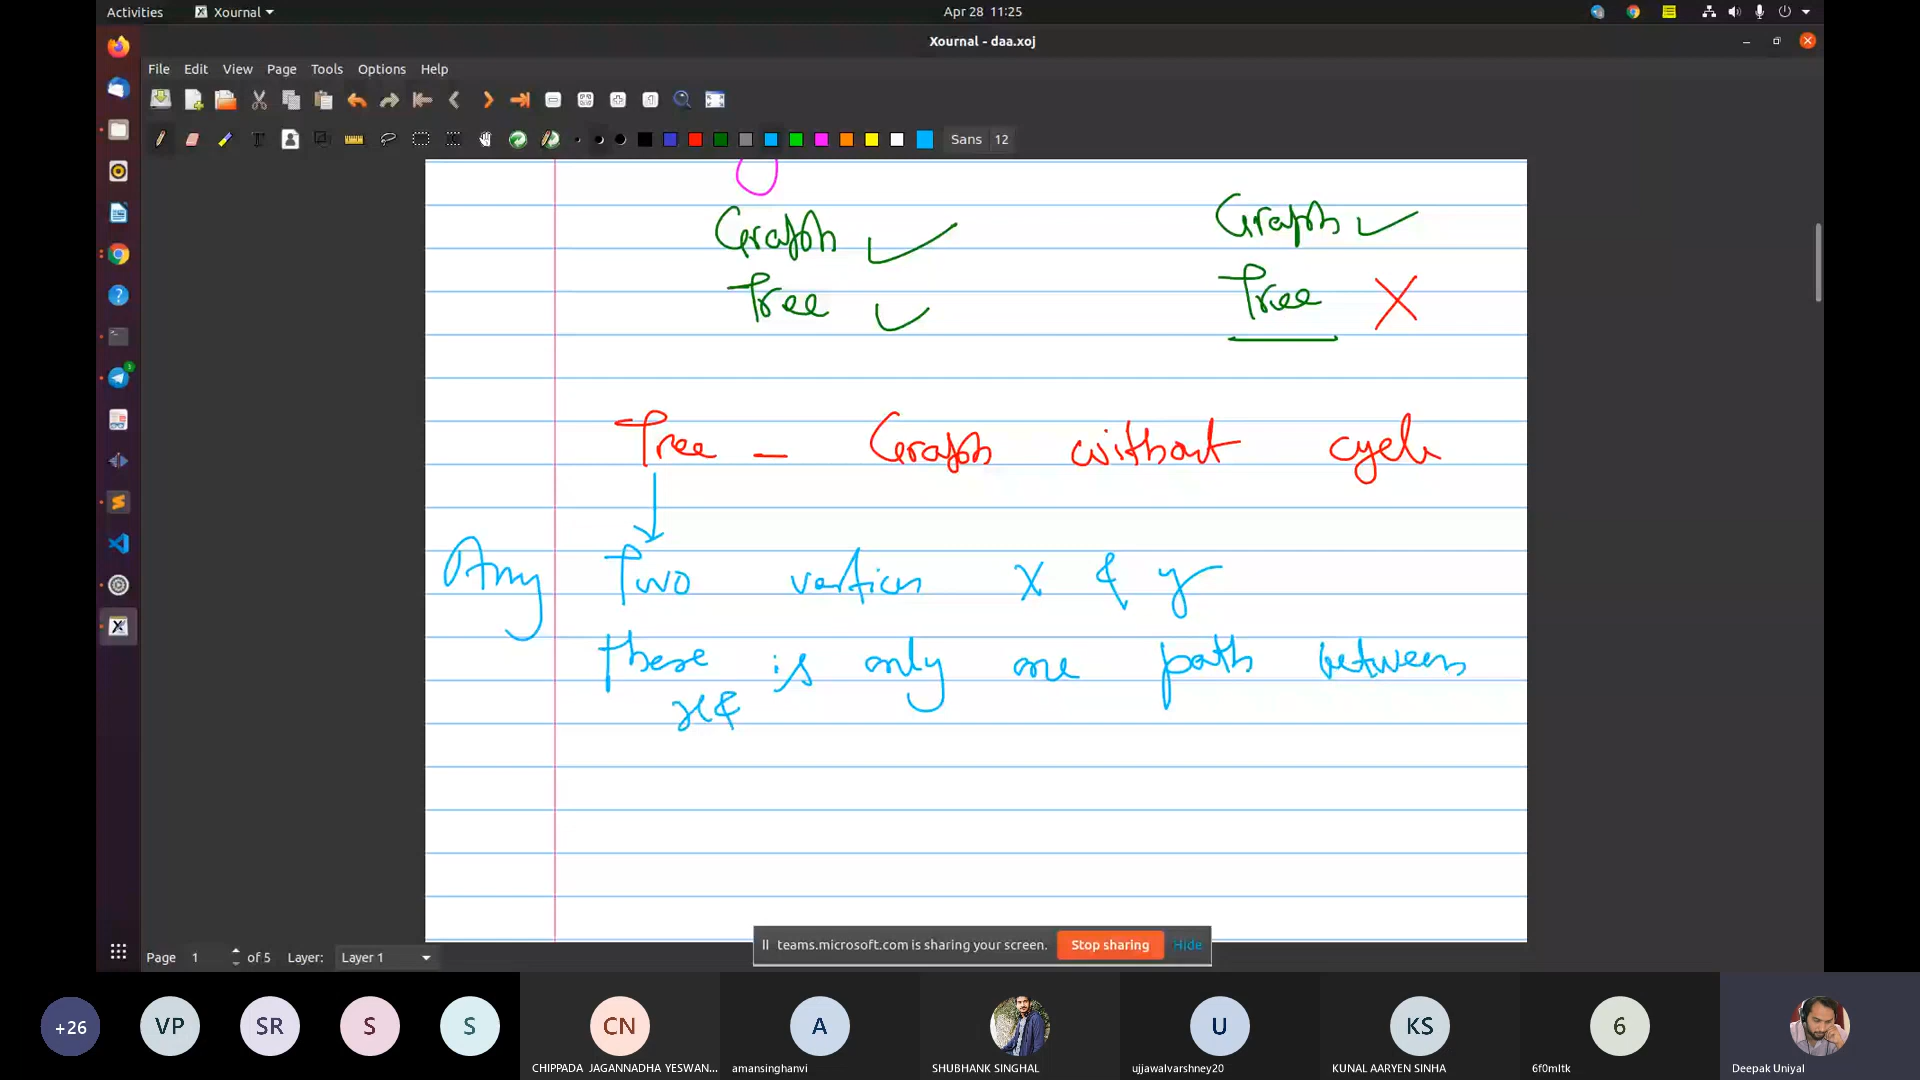 Activities Xournal Apr 28 11:25
Xournal - daa.xoj
File Edit View Page Tools Options Help
Sans 12
Graph Graph
Tree Tree X
Tree - Graph without cycle
Any Two vertices x & y
there is only one path between
x &
teams.microsoft.com is sharing your screen. Stop sharing Hide
Page 1 of 5 Layer: Layer 1
+26 VP SR S S CN A U KS 6
CHIPPADA JAGANNADHA YESWAN... amansinghanvi SHUBHANK SINGHAL ujjawalvarshney20 KUNAL AARYEN SINHA 6f0mltk Deepak Uniyal